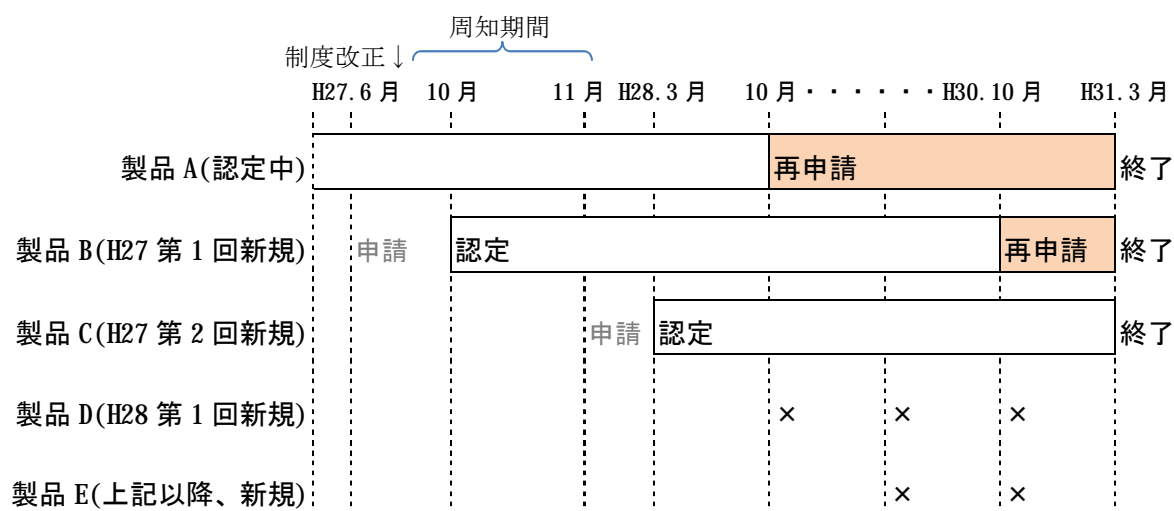 周知期間
制度改正↓
H27.6月 10月 11月 H28.3月 10月・・・・・・H30.10月 H31.3月
製品A(認定中) 再申請 終了
製品B(H27第1回新規) 申請 認定 再申請 終了
製品C(H27第2回新規) 申請 認定 終了
製品D(H28第1回新規) × × ×
製品E(上記以降、新規) × ×